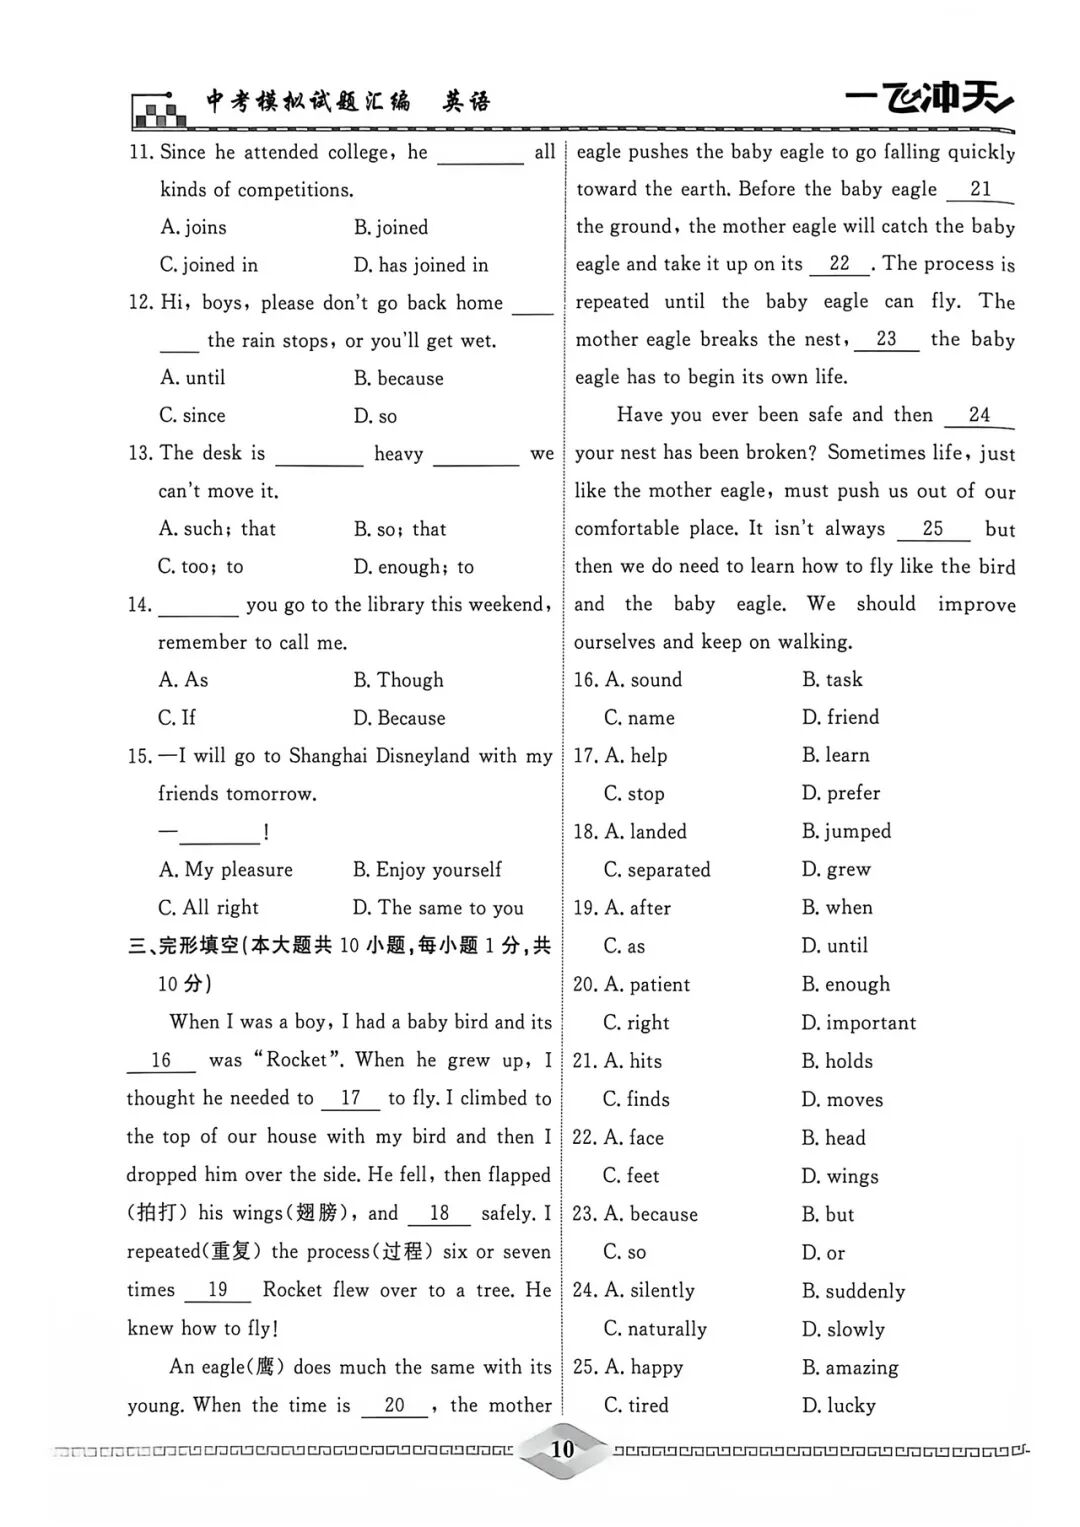 中考模拟试题汇编 英语
一飞冲天
11. Since he attended college, he ________ all
kinds of competitions.
A. joins B. joined
C. joined in D. has joined in
12. Hi, boys, please don't go back home ____
____ the rain stops, or you'll get wet.
A. until B. because
C. since D. so
13. The desk is ________ heavy ________ we
can't move it.
A. such; that B. so; that
C. too; to D. enough; to
14. ________ you go to the library this weekend,
remember to call me.
A. As B. Though
C. If D. Because
15. —I will go to Shanghai Disneyland with my
friends tomorrow.
—________!
A. My pleasure B. Enjoy yourself
C. All right D. The same to you
三、完形填空(本大题共 10 小题,每小题 1 分,共
10 分)
When I was a boy, I had a baby bird and its
16 was “Rocket”. When he grew up, I
thought he needed to 17 to fly. I climbed to
the top of our house with my bird and then I
dropped him over the side. He fell, then flapped
(拍打) his wings(翅膀), and 18 safely. I
repeated(重复) the process(过程) six or seven
times 19 Rocket flew over to a tree. He
knew how to fly!
An eagle(鹰) does much the same with its
young. When the time is 20 , the mother
eagle pushes the baby eagle to go falling quickly
toward the earth. Before the baby eagle 21
the ground, the mother eagle will catch the baby
eagle and take it up on its 22 . The process is
repeated until the baby eagle can fly. The
mother eagle breaks the nest, 23 the baby
eagle has to begin its own life.
Have you ever been safe and then 24
your nest has been broken? Sometimes life, just
like the mother eagle, must push us out of our
comfortable place. It isn't always 25 but
then we do need to learn how to fly like the bird
and the baby eagle. We should improve
ourselves and keep on walking.
16. A. sound B. task
C. name D. friend
17. A. help B. learn
C. stop D. prefer
18. A. landed B. jumped
C. separated D. grew
19. A. after B. when
C. as D. until
20. A. patient B. enough
C. right D. important
21. A. hits B. holds
C. finds D. moves
22. A. face B. head
C. feet D. wings
23. A. because B. but
C. so D. or
24. A. silently B. suddenly
C. naturally D. slowly
25. A. happy B. amazing
C. tired D. lucky
10